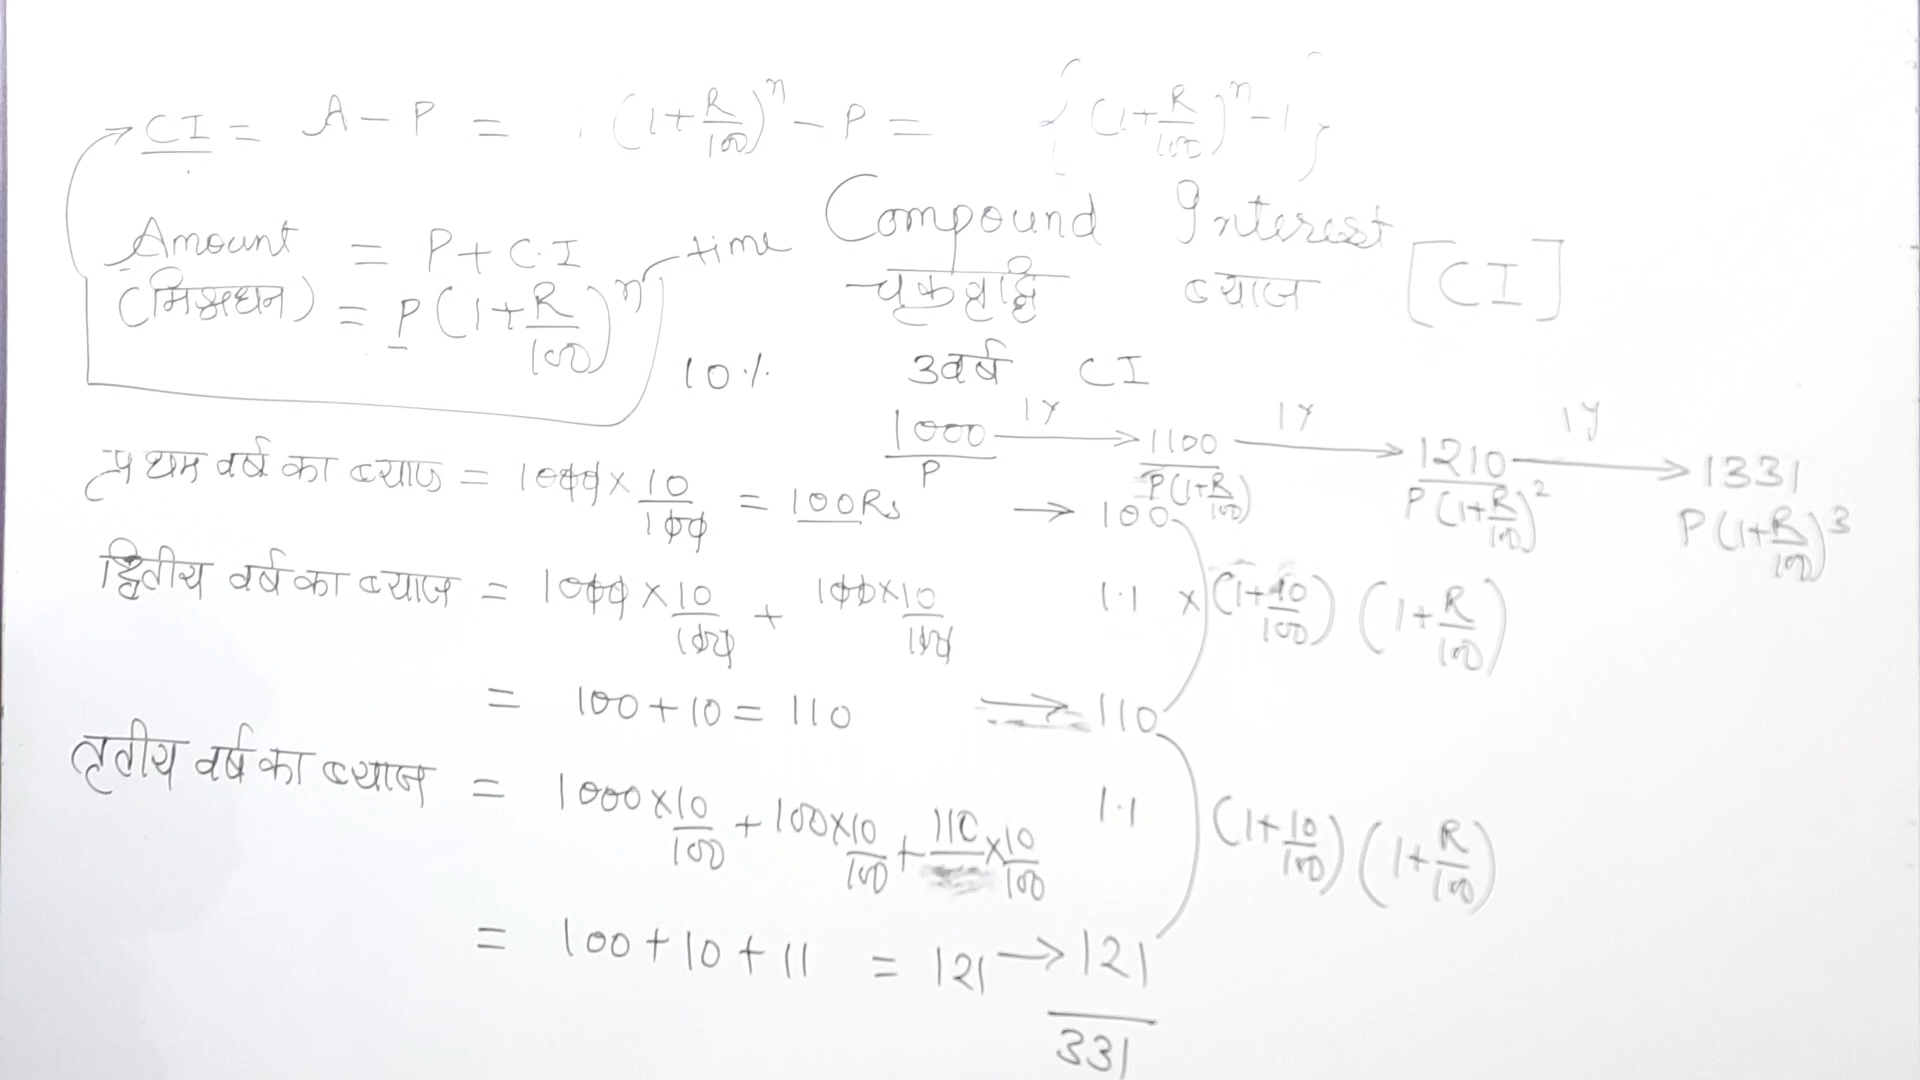 CI = A - P = (1+R/100)^n - P = {(1+R/100)^n - 1}
Compound Interest [CI]
चक्रवृद्धि ब्याज
Amount = P + C.I
(मिश्रधन) = P(1+R/100)^n time
10% 3वर्ष CI
1000 1Y → 1100 1Y → 1210 1Y → 1331
P P(1+R/100) P(1+R/100)^2 P(1+R/100)^3
प्रथम वर्ष का ब्याज = 1000 × 10/100 = 100Rs → 100
1.1 × (1+10/100) (1+R/100)
द्वितीय वर्ष का ब्याज = 1000 × 10/100 + 100×10/100
= 100 + 10 = 110 → 110
1.1 (1+10/100) (1+R/100)
तृतीय वर्ष का ब्याज = 1000×10/100 + 100×10/100 + 110×10/100
= 100 + 10 + 11 = 121 → 121
331